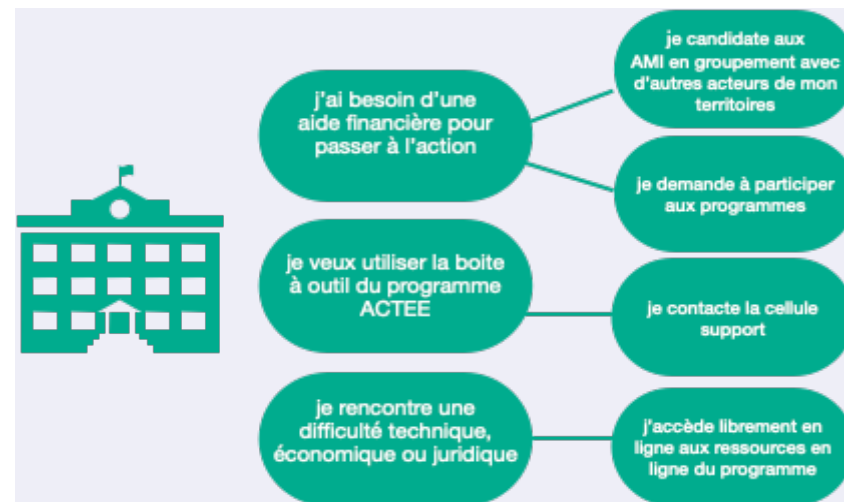 j'ai besoin d'une
aide financière pour
passer à l'action
je candidate aux
AMI en groupement avec
d'autres acteurs de mon
territoires
je demande à participer
aux programmes
je veux utiliser la boite
à outil du programme
ACTEE
je contacte la cellule
support
je rencontre une
difficulté technique,
économique ou juridique
j'accède librement en
ligne aux ressources en
ligne du programme